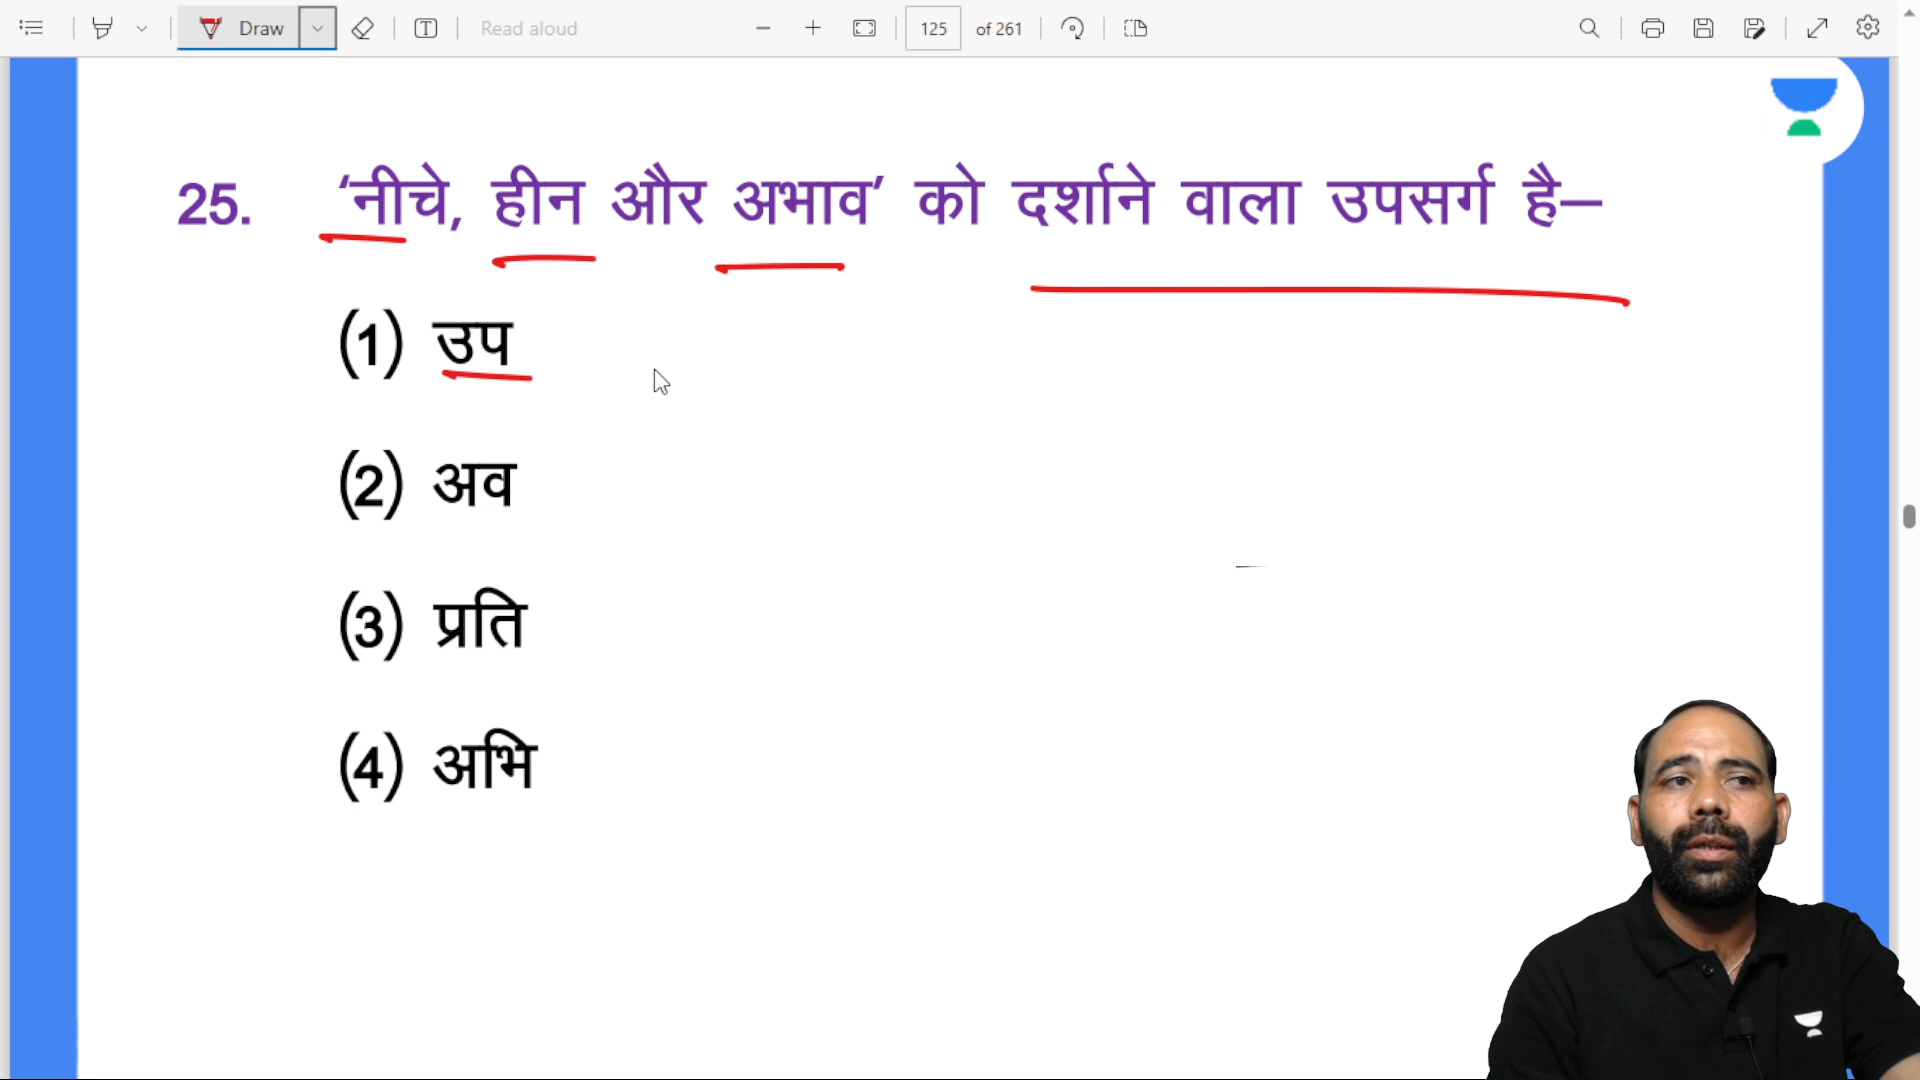 Draw
Read aloud
125 of 261
25. ‘नीचे, हीन और अभाव’ को दर्शाने वाला उपसर्ग है–
(1) उप
(2) अव
(3) प्रति
(4) अभि